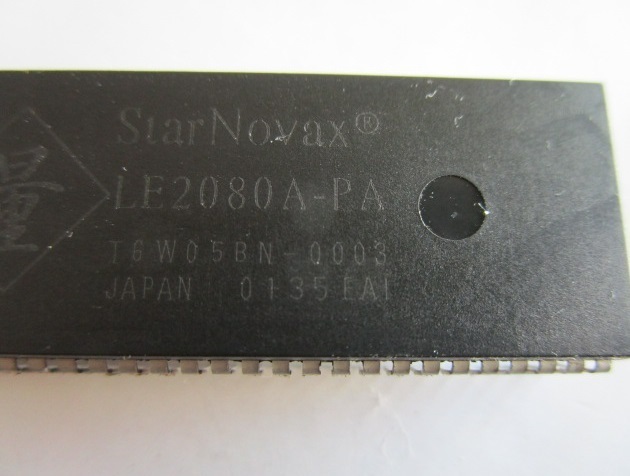 StarNovax®
LE2080A-PA
T6W05BN-0003
JAPAN 0135EAI